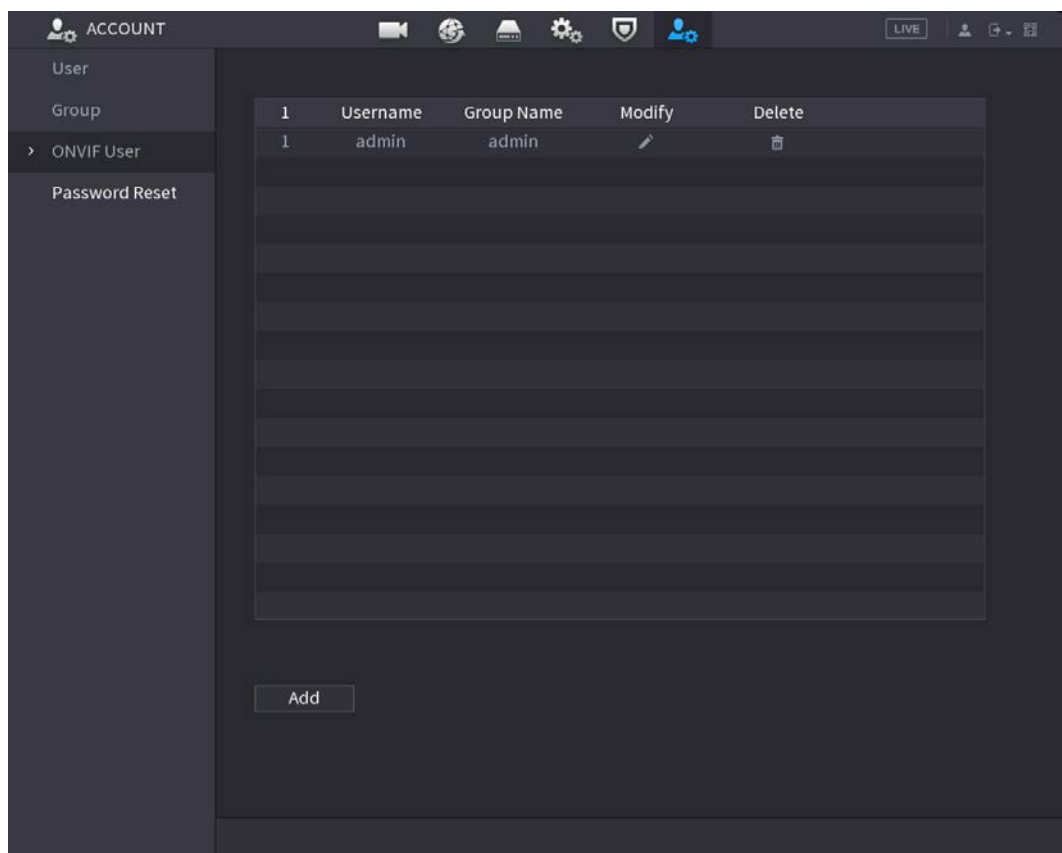 ACCOUNT LIVE
User
Group
ONVIF User
Password Reset
1 Username Group Name Modify Delete
1 admin admin
Add